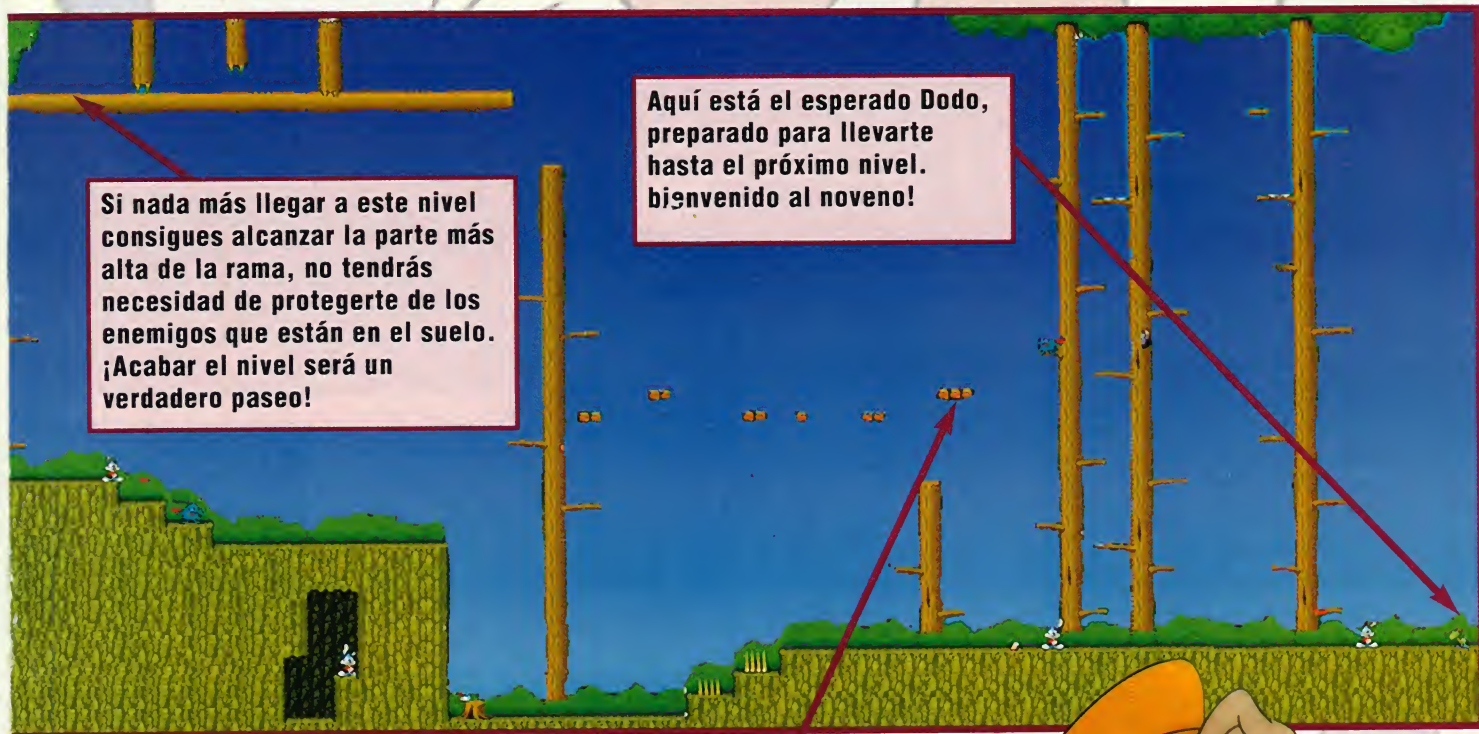 Si nada más llegar a este nivel
consigues alcanzar la parte más
alta de la rama, no tendrás
necesidad de protegerte de los
enemigos que están en el suelo.
¡Acabar el nivel será un
verdadero paseo!
Aquí está el esperado Dodo,
preparado para llevarte
hasta el próximo nivel.
bienvenido al noveno!